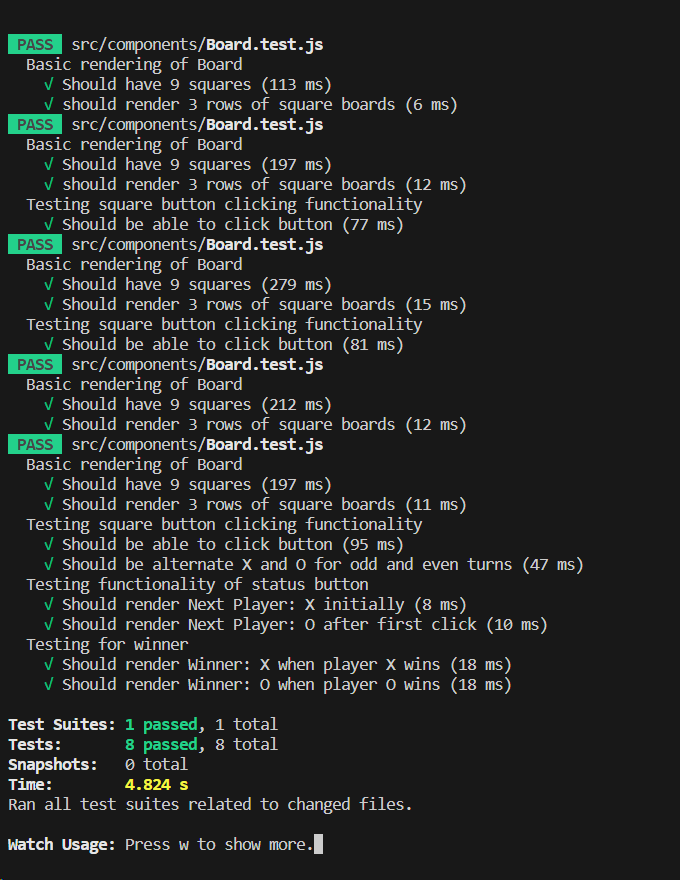 PASS src/components/Board.test.js
Basic rendering of Board
√ Should have 9 squares (113 ms)
√ should render 3 rows of square boards (6 ms)
PASS src/components/Board.test.js
Basic rendering of Board
√ Should have 9 squares (197 ms)
√ should render 3 rows of square boards (12 ms)
Testing square button clicking functionality
√ Should be able to click button (77 ms)
PASS src/components/Board.test.js
Basic rendering of Board
√ Should have 9 squares (279 ms)
√ Should render 3 rows of square boards (15 ms)
Testing square button clicking functionality
√ Should be able to click button (81 ms)
PASS src/components/Board.test.js
Basic rendering of Board
√ Should have 9 squares (212 ms)
√ Should render 3 rows of square boards (12 ms)
PASS src/components/Board.test.js
Basic rendering of Board
√ Should have 9 squares (197 ms)
√ Should render 3 rows of square boards (11 ms)
Testing square button clicking functionality
√ Should be able to click button (95 ms)
√ Should be alternate X and O for odd and even turns (47 ms)
Testing functionality of status button
√ Should render Next Player: X initially (8 ms)
√ Should render Next Player: O after first click (10 ms)
Testing for winner
√ Should render Winner: X when player X wins (18 ms)
√ Should render Winner: O when player O wins (18 ms)
Test Suites: 1 passed, 1 total
Tests: 8 passed, 8 total
Snapshots: 0 total
Time: 4.824 s
Ran all test suites related to changed files.
Watch Usage: Press w to show more.